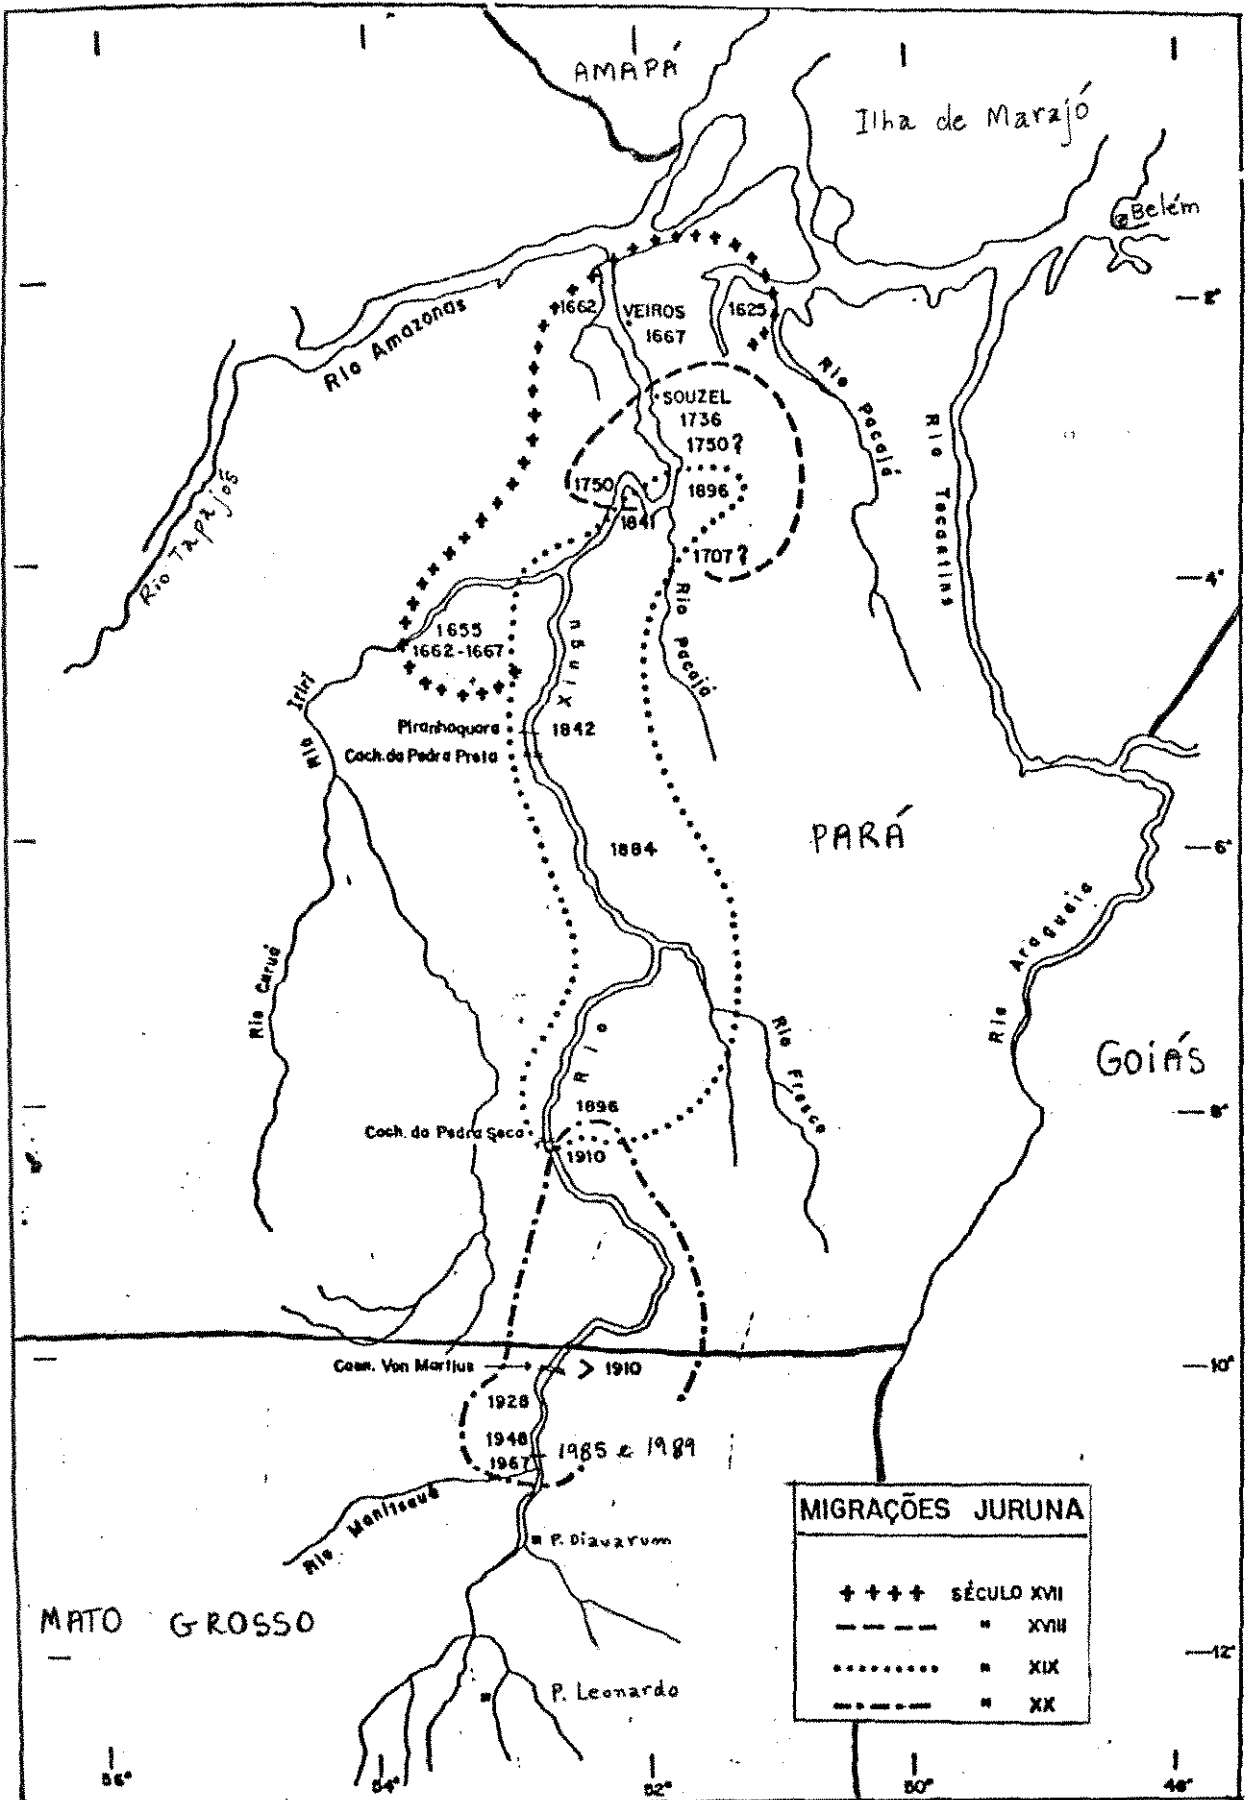 AMAPÁ
Ilha de Marajó
Belém
Rio Amazonas
1662
VEIROS
1667
1625
2°
Rio Tapajós
SOUZEL
1736
1750?
Rio Pacajá
Rio Tocantins
1750
1896
1841
1707?
4°
Rio Pacajá
1655
1662-1667
Xingu
Rio Iriri
Piranhaquara
1842
Cach. da Pedra Preta
PARÁ
1884
6°
Rio Araguaia
Rio Curuá
Rio
Rio Fresco
GOIÁS
1896
8°
Cach. da Pedra Seca
1910
Von Martius
> 1910
10°
1928
1948
1967
1985 e 1989
Rio Manitsauá
P. Diauarum
MATO GROSSO
P. Leonardo
12°
MIGRAÇÕES JURUNA
++++ SÉCULO XVII
" XVIII
" XIX
" XX
56°
54°
52°
50°
48°